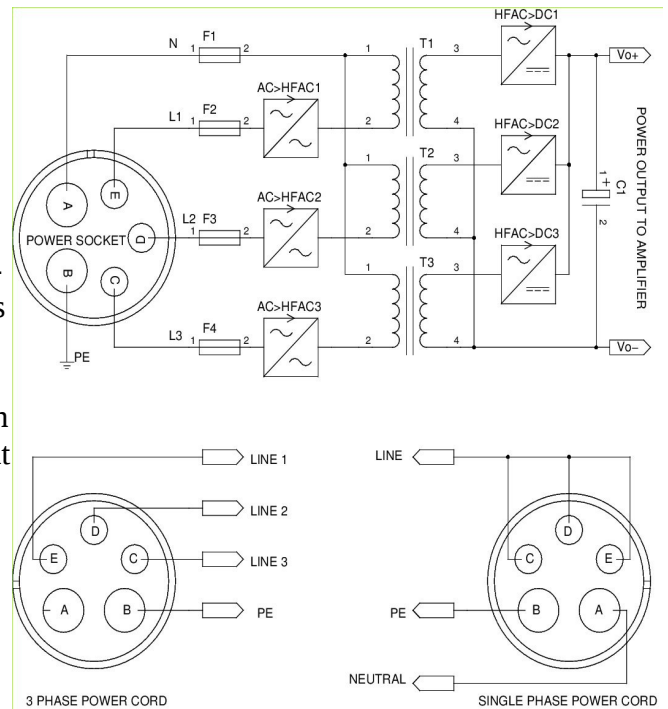 HFAC>DC1
N 1 F1 2 1 T1 3 Vo+
AC>HFAC1
L1 1 F2 2 2 4
HFAC>DC2
1 T2 3
AC>HFAC2
POWER SOCKET
A
B
C
D
E
L2 1 F3 2 2 4
HFAC>DC3
1 T3 3
AC>HFAC3
L3 1 F4 2 2 4 Vo−
PE
1 + C1
2
POWER OUTPUT TO AMPLIFIER
s
n
t
LINE 1
LINE 2
LINE 3
PE
D
E C
A B
3 PHASE POWER CORD
LINE
D
C E
PE B A
NEUTRAL
SINGLE PHASE POWER CORD